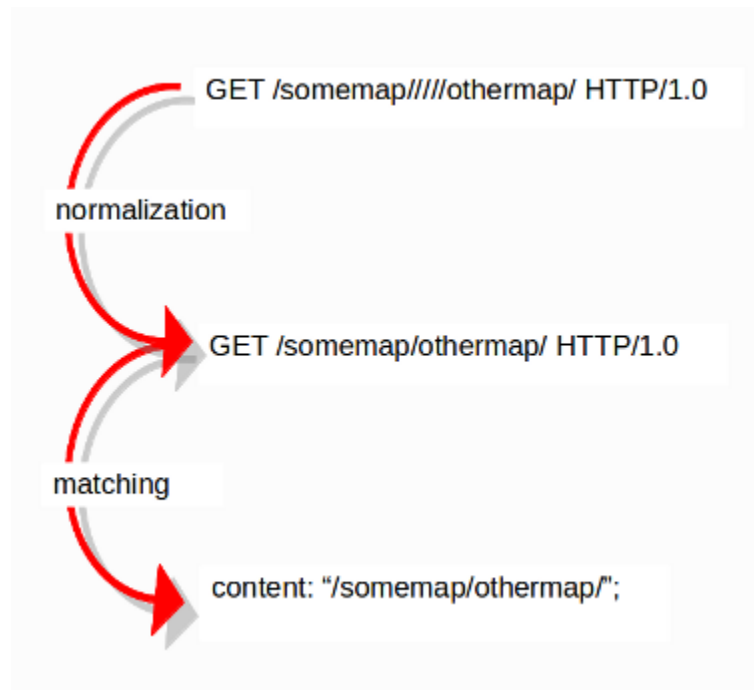 GET /somemap/////othermap/ HTTP/1.0
normalization
GET /somemap/othermap/ HTTP/1.0
matching
content: “/somemap/othermap/”;